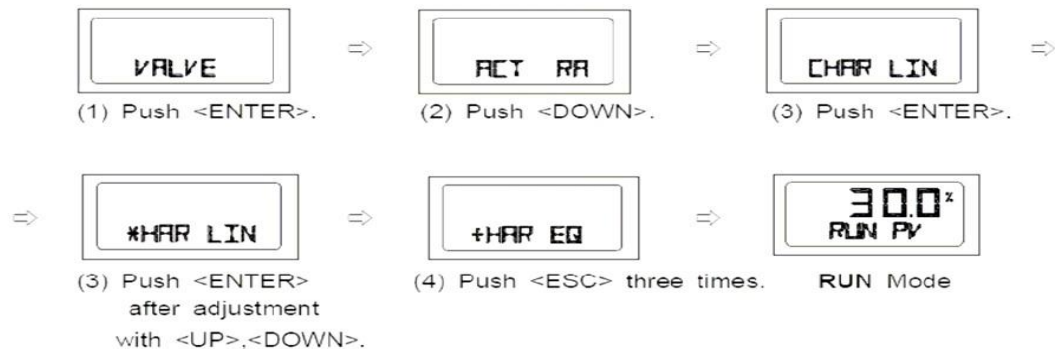 VALVE
ACT RA
CHAR LIN
(1) Push <ENTER>.
(2) Push <DOWN>.
(3) Push <ENTER>.
*HAR LIN
+HAR EQ
30.0%
RUN PV
(3) Push <ENTER>
after adjustment
with <UP>,<DOWN>.
(4) Push <ESC> three times.
RUN Mode